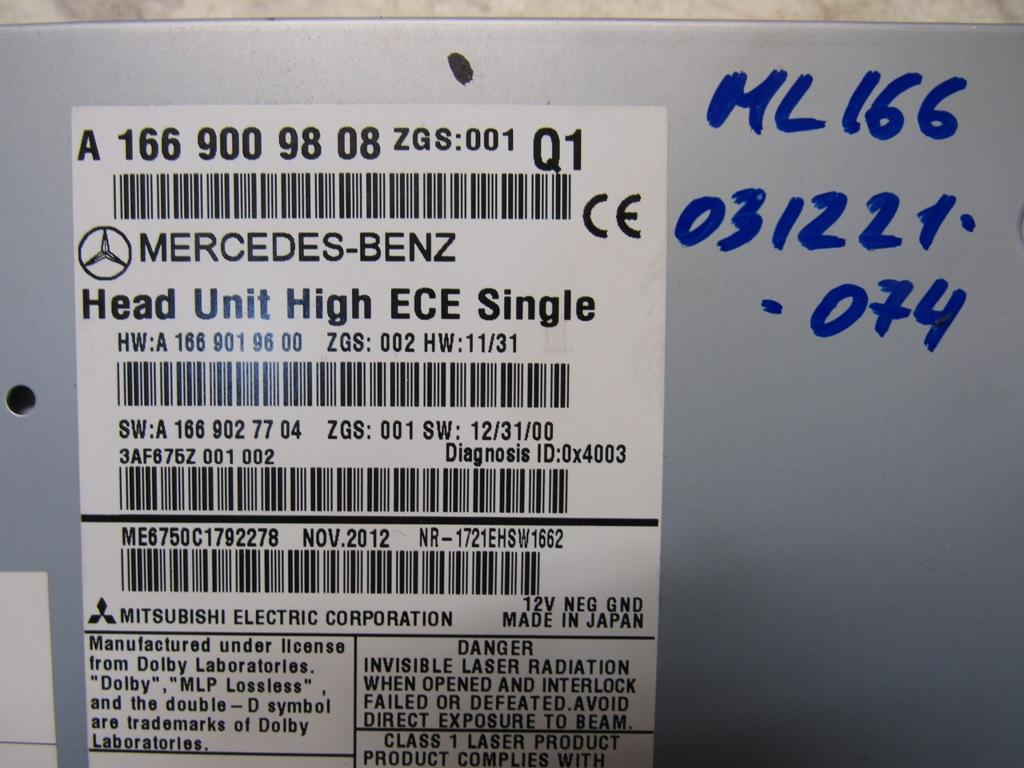 A 166 900 98 08 ZGS:001 Q1
CE
MERCEDES-BENZ
Head Unit High ECE Single
HW:A 166 901 96 00 ZGS: 002 HW:11/31
SW:A 166 902 77 04 ZGS: 001 SW: 12/31/00
3AF675Z 001 002 Diagnosis ID:0x4003
ME6750C1792278 NOV.2012 NR-1721EHSW1662
12V NEG GND
MITSUBISHI ELECTRIC CORPORATION MADE IN JAPAN
Manufactured under license
from Dolby Laboratories.
"Dolby","MLP Lossless" ,
and the double-D symbol
are trademarks of Dolby
Laboratories.
DANGER
INVISIBLE LASER RADIATION
WHEN OPENED AND INTERLOCK
FAILED OR DEFEATED.AVOID
DIRECT EXPOSURE TO BEAM.
CLASS 1 LASER PRODUCT
PRODUCT COMPLIES WITH
ML166
031221-
-074